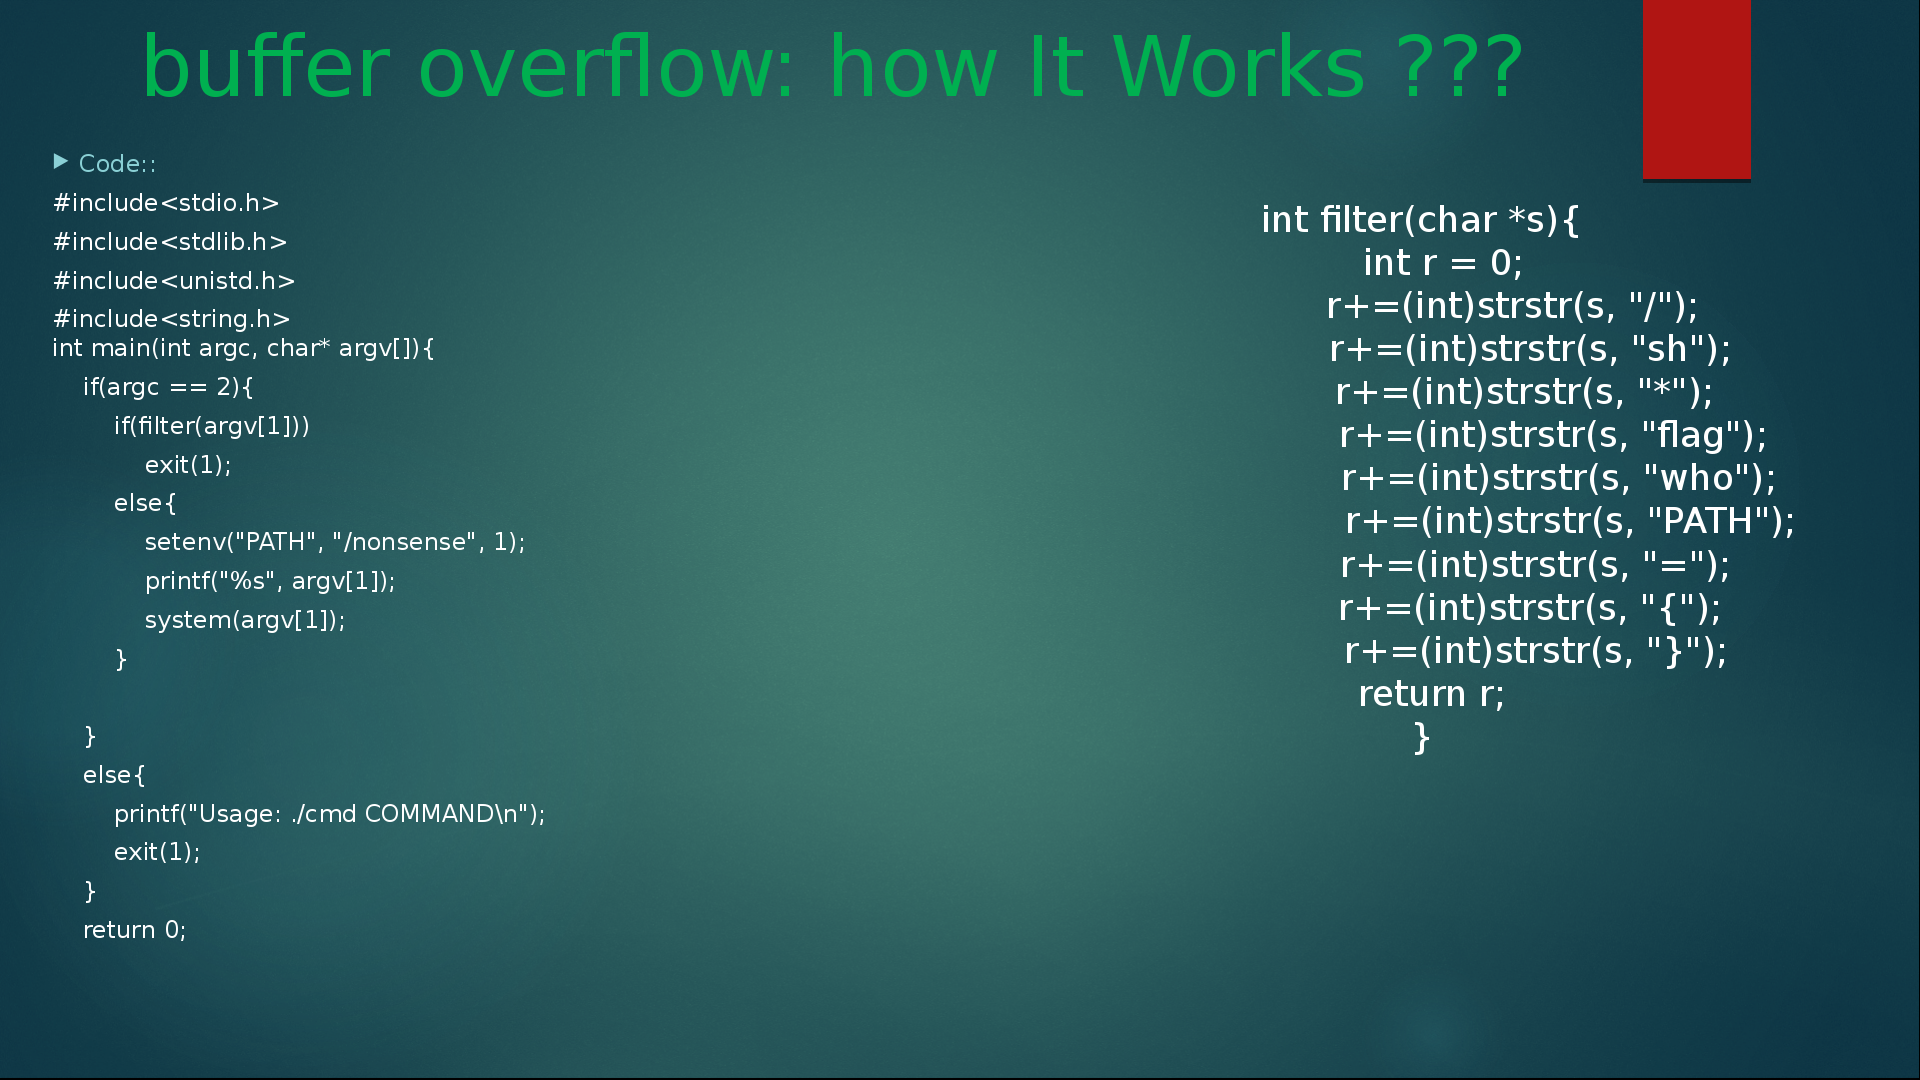 buffer overflow: how It Works ???
Code::
#include<stdio.h>
#include<stdlib.h>
#include<unistd.h>
#include<string.h>
int main(int argc, char* argv[]){
if(argc == 2){
if(filter(argv[1]))
exit(1);
else{
setenv("PATH", "/nonsense", 1);
printf("%s", argv[1]);
system(argv[1]);
}
}
else{
printf("Usage: ./cmd COMMAND\n");
exit(1);
}
return 0;
int filter(char *s){
int r = 0;
r+=(int)strstr(s, "/");
r+=(int)strstr(s, "sh");
r+=(int)strstr(s, "*");
r+=(int)strstr(s, "flag");
r+=(int)strstr(s, "who");
r+=(int)strstr(s, "PATH");
r+=(int)strstr(s, "=");
r+=(int)strstr(s, "{");
r+=(int)strstr(s, "}");
return r;
}